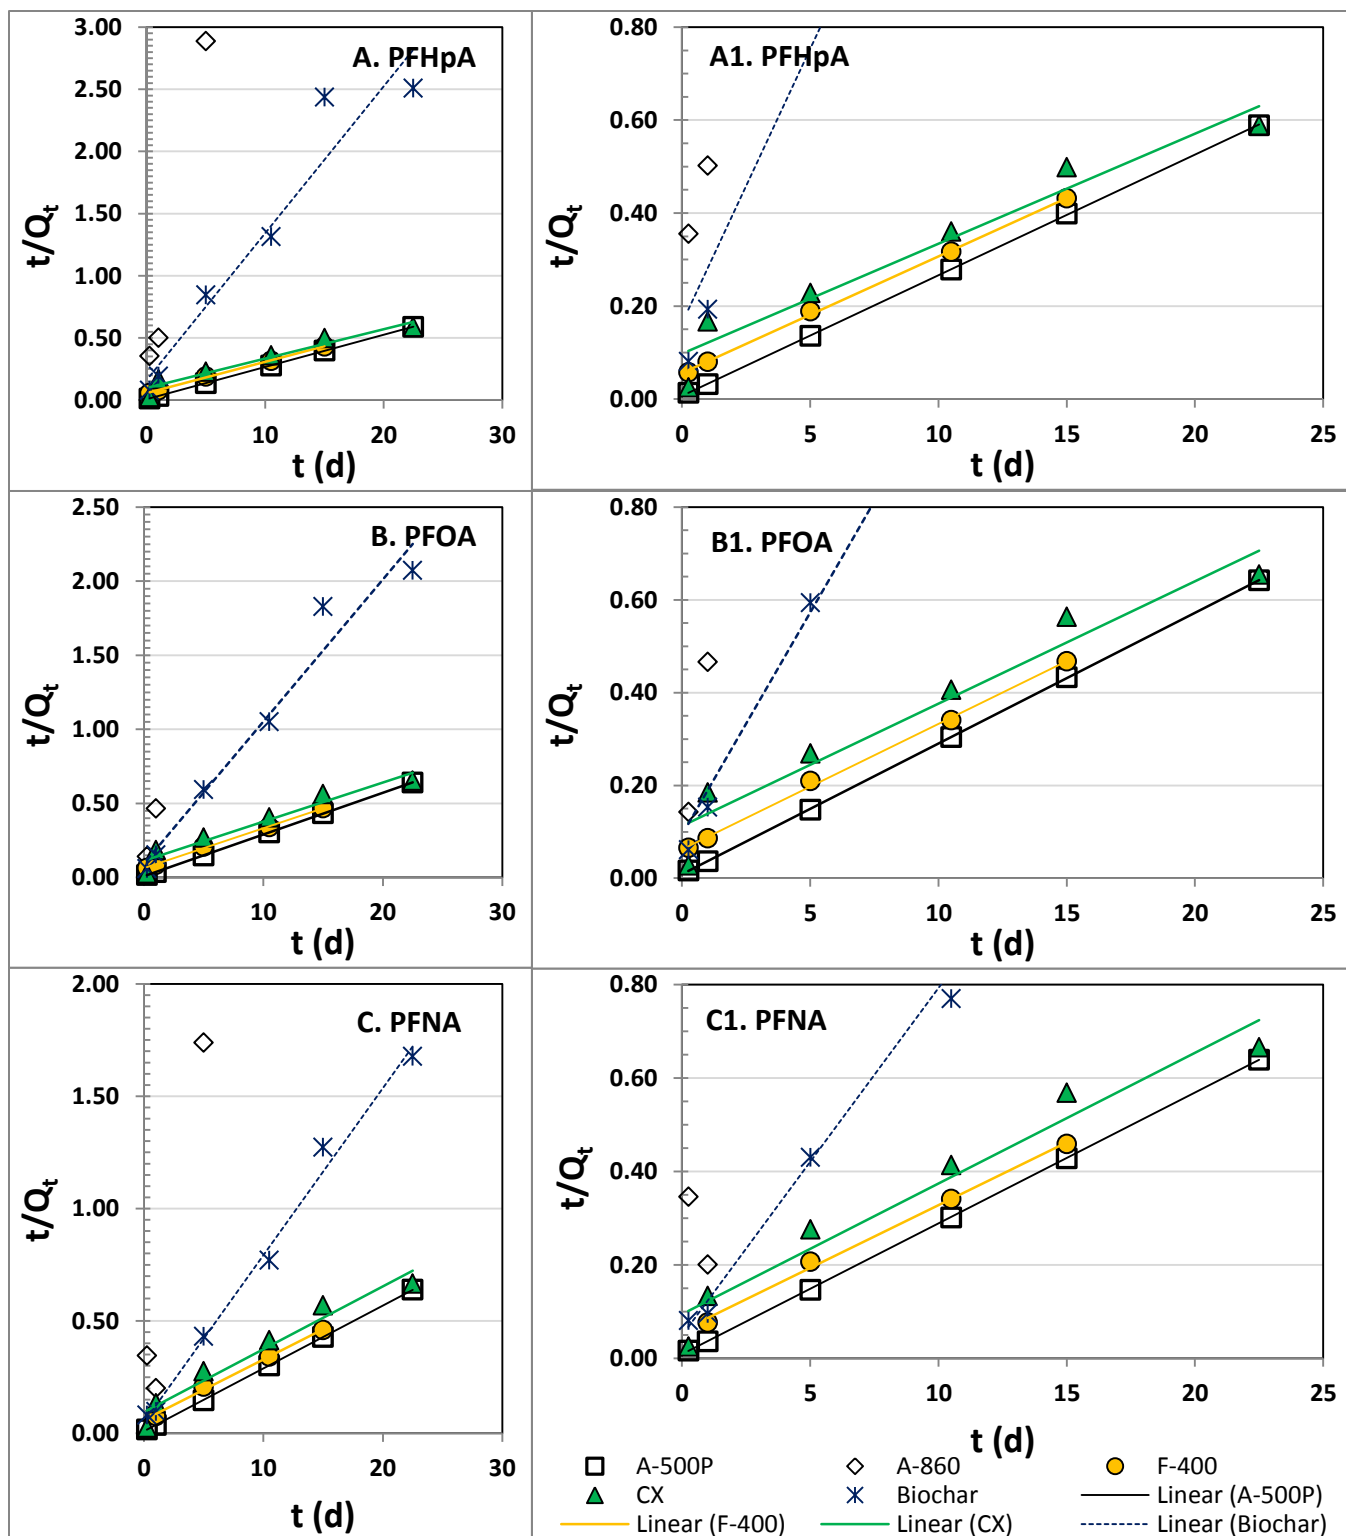 A. PFHpA
3.00
2.50
2.00
1.50
1.00
0.50
0.00
t/Qt
0 10 20 30
t (d)
A1. PFHpA
0.80
0.60
0.40
0.20
0.00
t/Qt
0 5 10 15 20 25
t (d)
B. PFOA
2.50
2.00
1.50
1.00
0.50
0.00
t/Qt
0 10 20 30
t (d)
B1. PFOA
0.80
0.60
0.40
0.20
0.00
t/Qt
0 5 10 15 20 25
t (d)
C. PFNA
2.00
1.50
1.00
0.50
0.00
t/Qt
0 10 20 30
t (d)
C1. PFNA
0.80
0.60
0.40
0.20
0.00
t/Qt
0 5 10 15 20 25
t (d)
A-500P A-860 F-400
CX Biochar Linear (A-500P)
Linear (F-400) Linear (CX) Linear (Biochar)